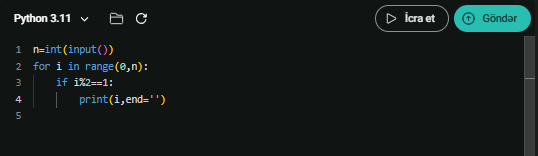 Python 3.11 İcra et Göndər
1 n=int(input())
2 for i in range(0,n):
3     if i%2==1:
4         print(i,end='')
5